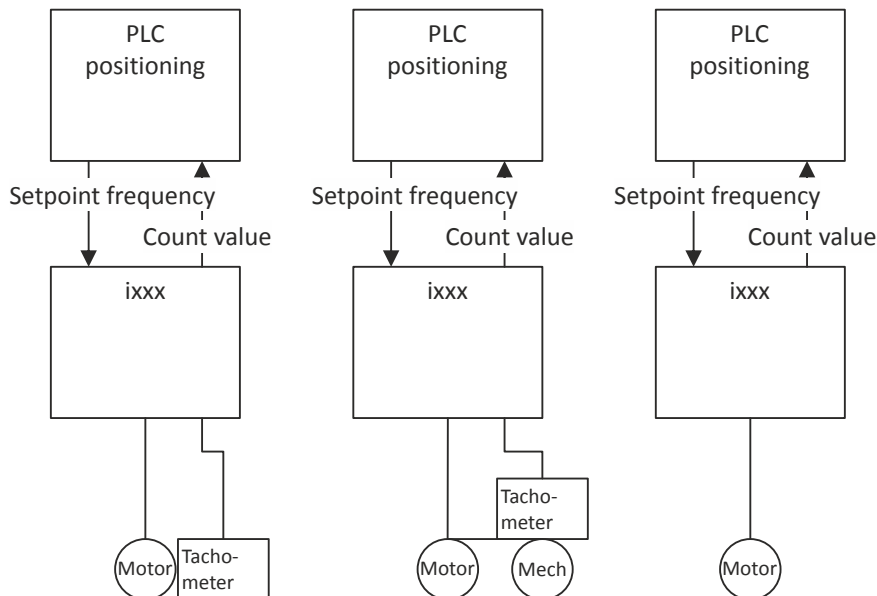 PLC
positioning
PLC
positioning
PLC
positioning
Setpoint frequency
Setpoint frequency
Setpoint frequency
Count value
Count value
Count value
ixxx
ixxx
ixxx
Tacho-
meter
Motor
Tacho-
meter
Motor
Mech
Motor